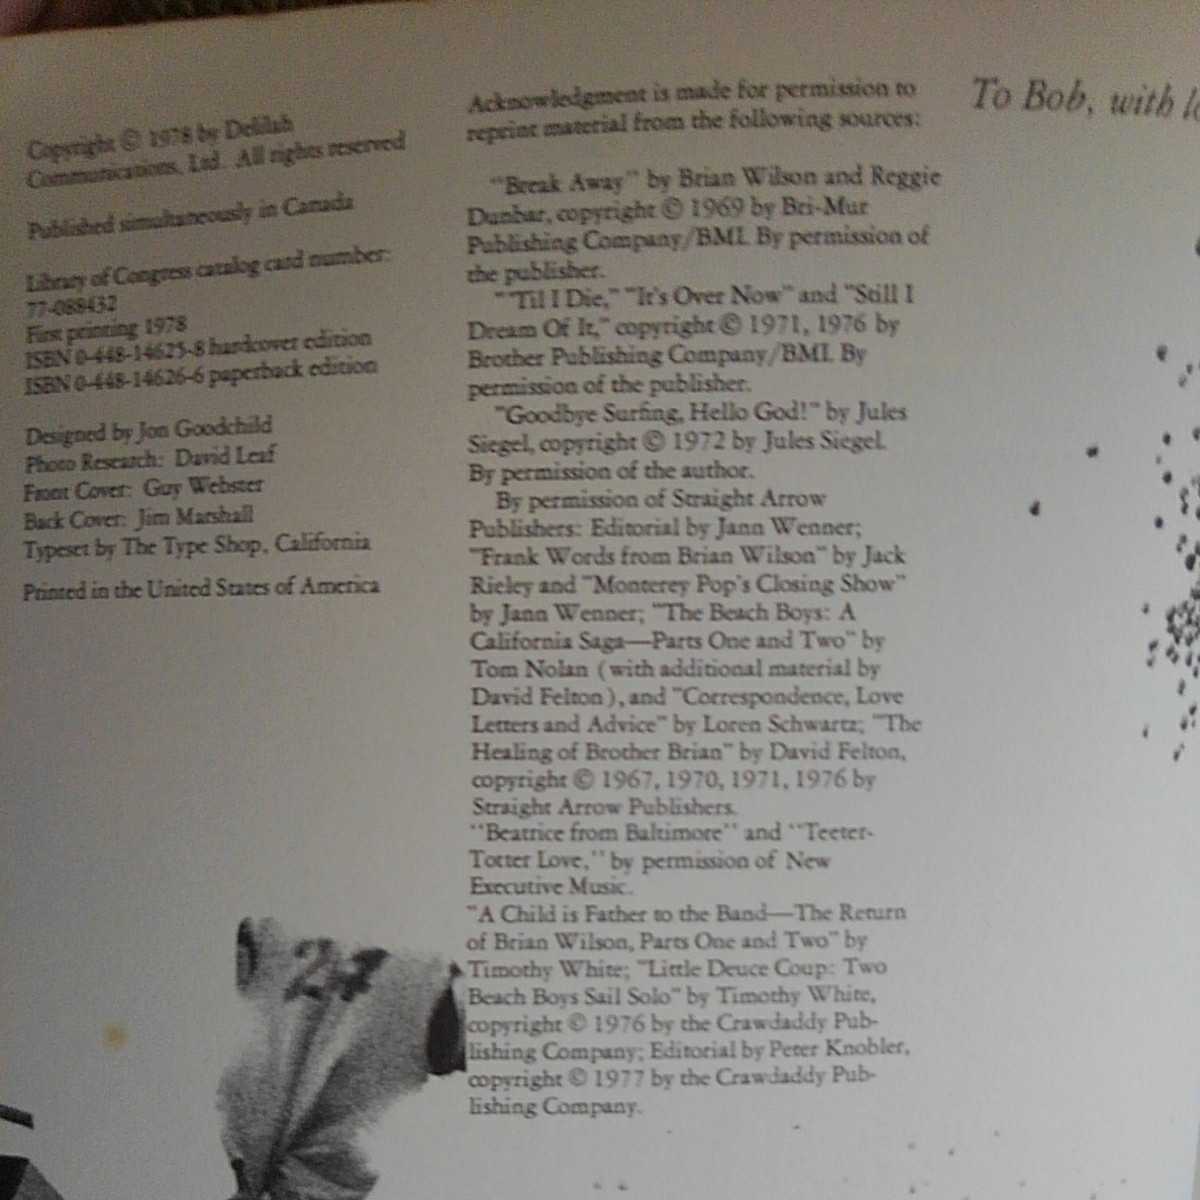 Copyright © 1978 by Delilah
Communications, Ltd. All rights reserved
Published simultaneously in Canada
Library of Congress catalog card number:
77-088432
First printing 1978
ISBN 0-448-14625-8 hardcover edition
ISBN 0-448-14626-6 paperback edition
Designed by Jon Goodchild
Photo Research: David Leaf
Front Cover: Guy Webster
Back Cover: Jim Marshall
Typeset by The Type Shop, California
Printed in the United States of America
Acknowledgment is made for permission to
reprint material from the following sources:
"Break Away" by Brian Wilson and Reggie
Dunbar, copyright © 1969 by Bri-Mur
Publishing Company/BMI. By permission of
the publisher.
"'Til I Die," "It's Over Now" and "Still I
Dream Of It," copyright © 1971, 1976 by
Brother Publishing Company/BMI. By
permission of the publisher.
"Goodbye Surfing, Hello God!" by Jules
Siegel, copyright © 1972 by Jules Siegel.
By permission of the author.
By permission of Straight Arrow
Publishers: Editorial by Jann Wenner;
"Frank Words from Brian Wilson" by Jack
Rieley and "Monterey Pop's Closing Show"
by Jann Wenner; "The Beach Boys: A
California Saga—Parts One and Two" by
Tom Nolan (with additional material by
David Felton), and "Correspondence, Love
Letters and Advice" by Loren Schwartz; "The
Healing of Brother Brian" by David Felton,
copyright © 1967, 1970, 1971, 1976 by
Straight Arrow Publishers.
"Beatrice from Baltimore" and "Teeter-
Totter Love," by permission of New
Executive Music.
"A Child is Father to the Band—The Return
of Brian Wilson, Parts One and Two" by
Timothy White; "Little Deuce Coup: Two
Beach Boys Sail Solo" by Timothy White,
copyright © 1976 by the Crawdaddy Pub-
lishing Company; Editorial by Peter Knobler,
copyright © 1977 by the Crawdaddy Pub-
lishing Company.
To Bob, with
24